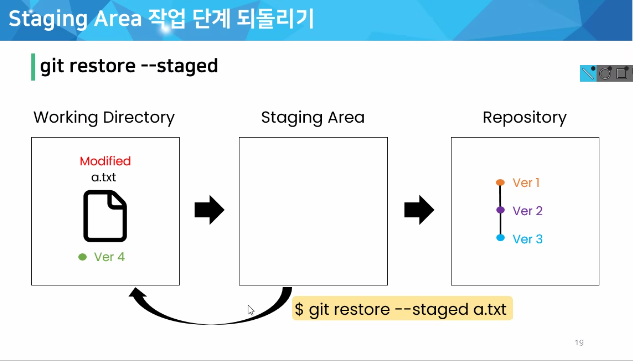 Staging Area 작업 단계 되돌리기
git restore --staged
Working Directory
Staging Area
Repository
Modified
a.txt
Ver 4
Ver 1
Ver 2
Ver 3
$ git restore --staged a.txt
19